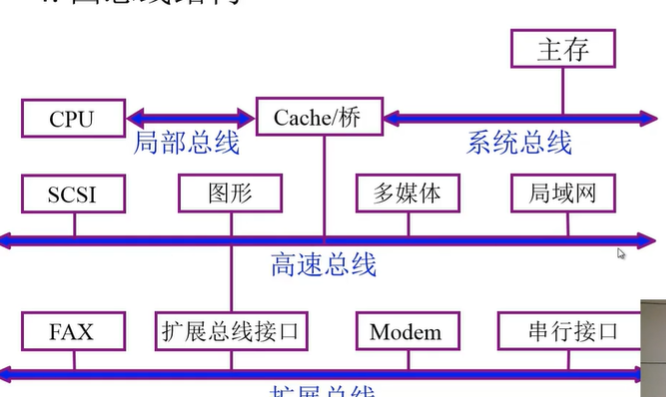 主存
CPU
Cache/桥
局部总线
系统总线
SCSI
图形
多媒体
局域网
高速总线
FAX
扩展总线接口
Modem
串行接口
扩展总线